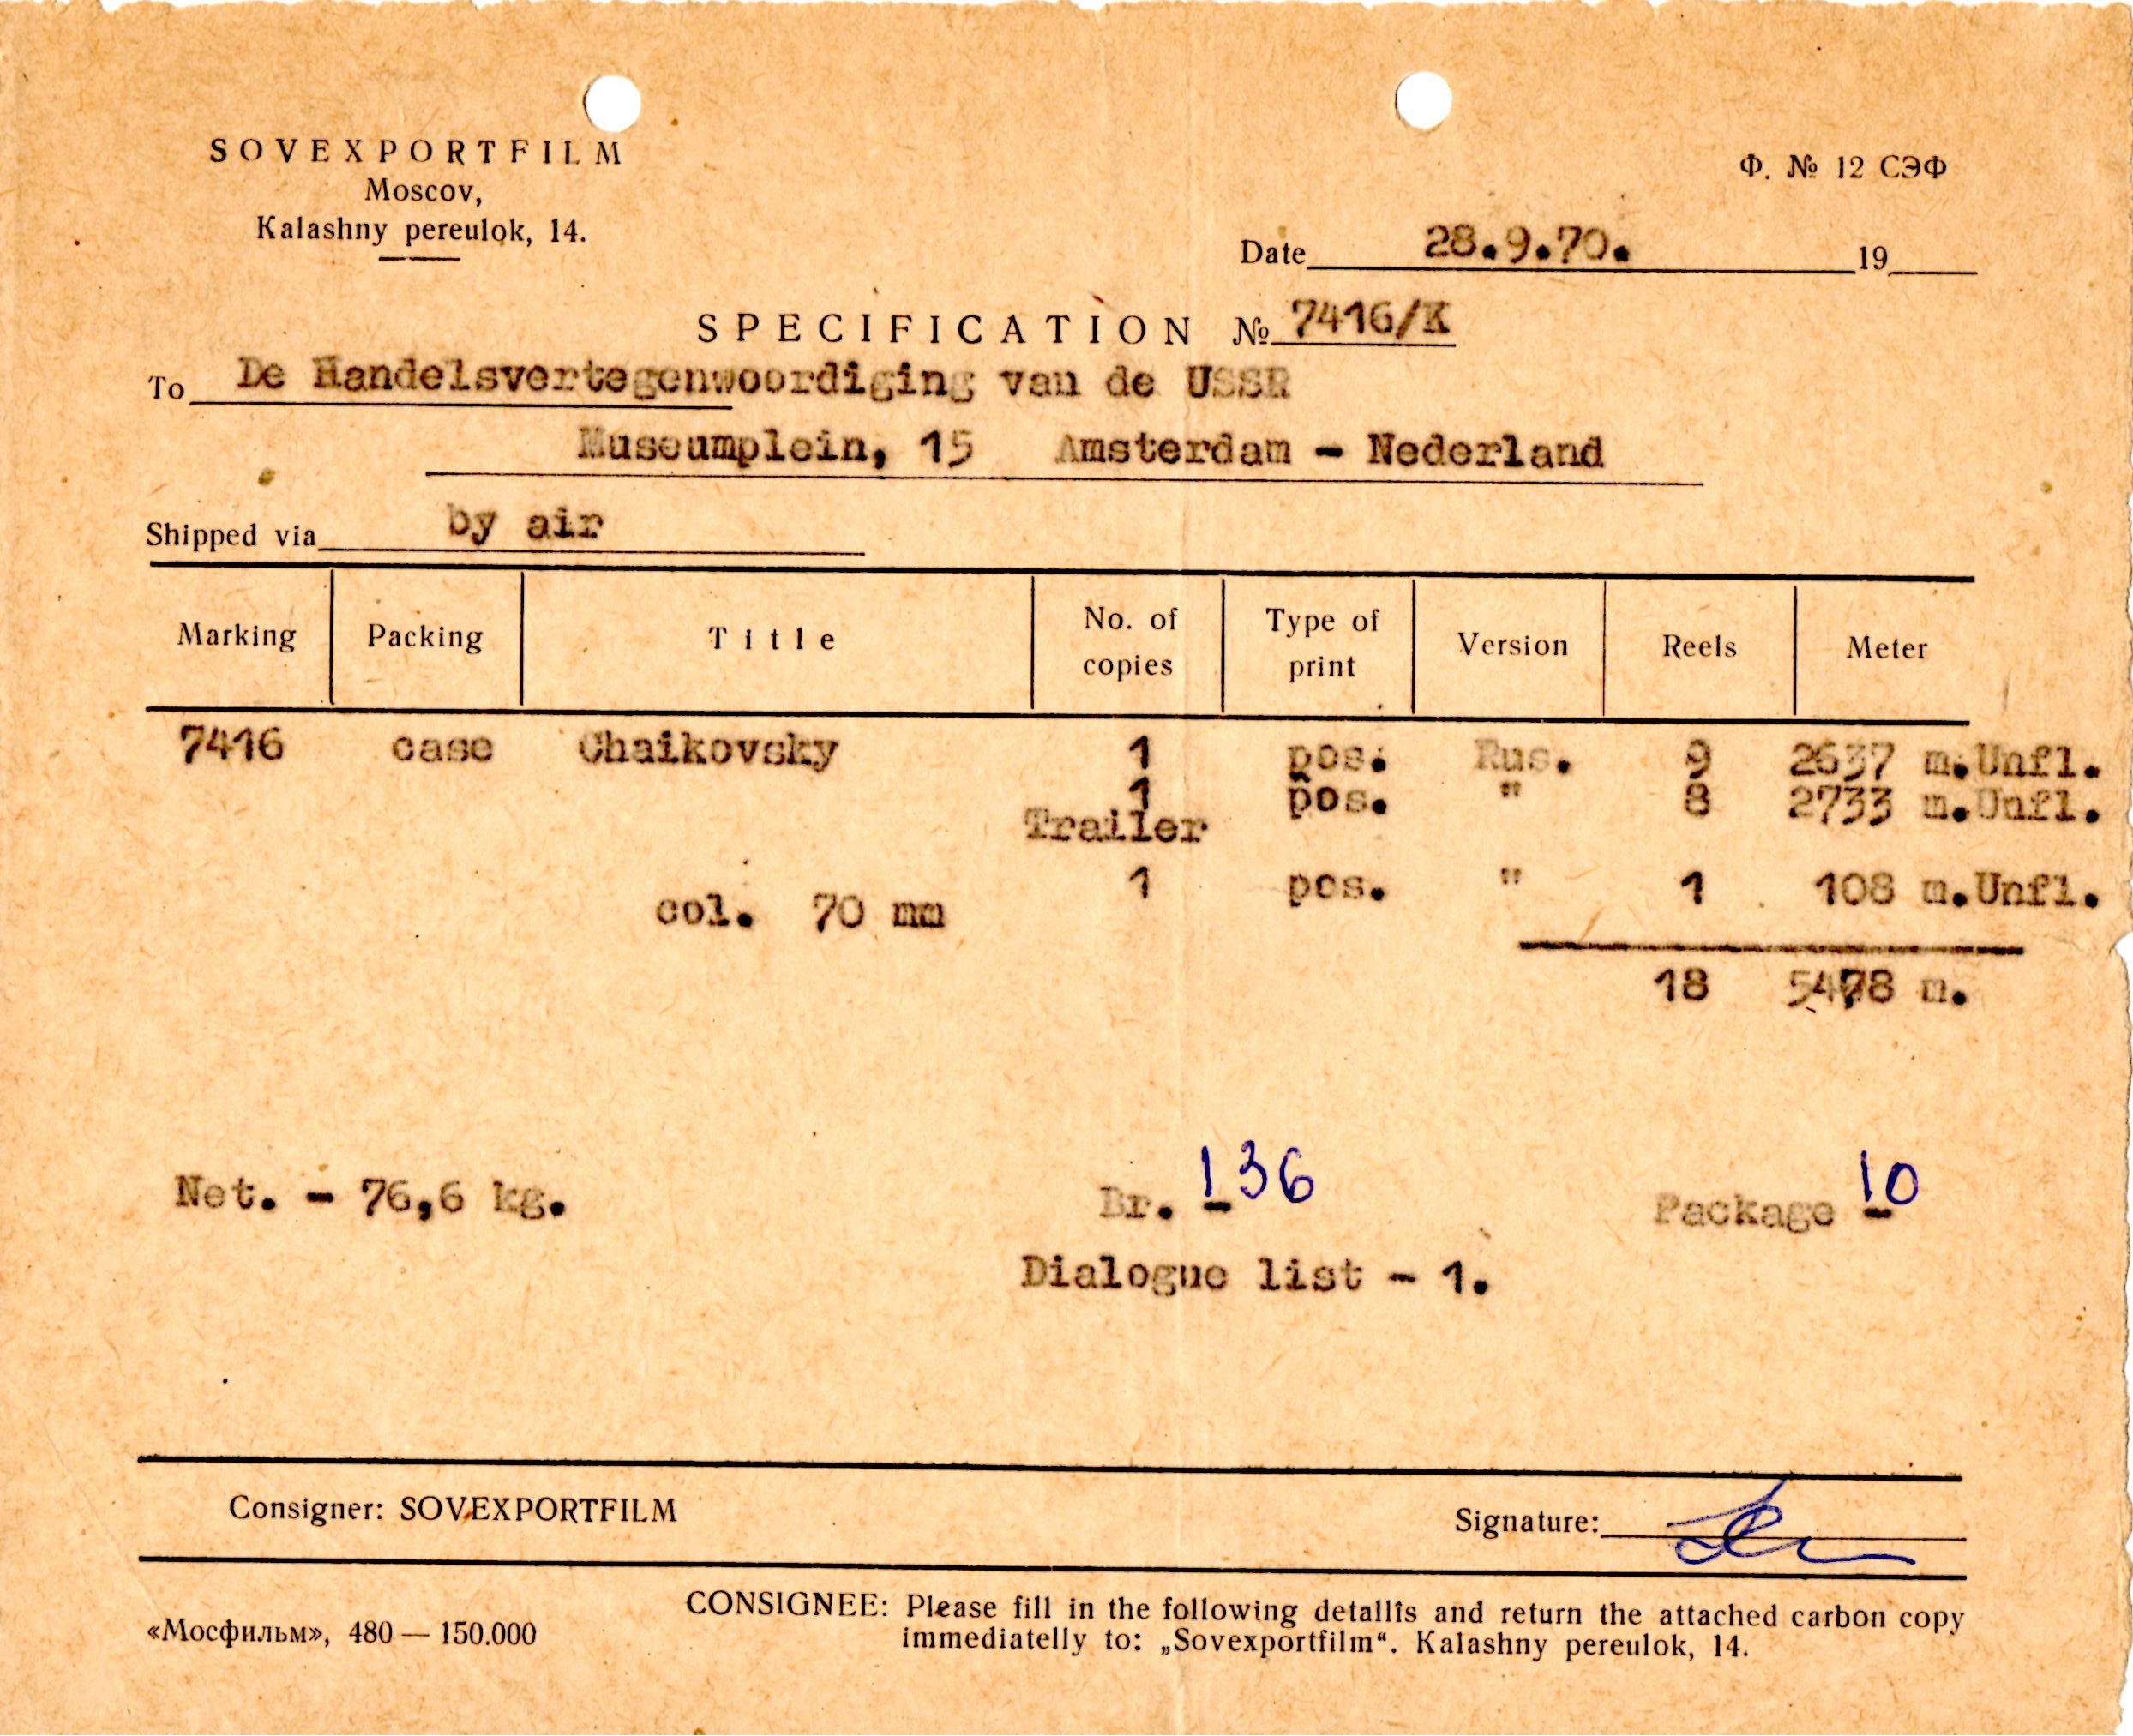 SOVEXPORTFILM
Moscov,
Kalashny pereulok, 14.
Ф. № 12 СЭФ
Date 28.9.70. 19
SPECIFICATION № 7416/K
To De Handelsvertegenwoordiging van de USSR
Museumplein, 15 Amsterdam - Nederland
Shipped via by air
Marking Packing Title No. of copies Type of print Version Reels Meter
7416 case Chaikovsky 1 pos. Rus. 9 2637 m.Unfl.
1 pos. " 8 2733 m.Unfl.
Trailer
1 pos. " 1 108 m.Unfl.
col. 70 mm
18 5478 m.
Net. - 76,6 kg. Br. - 136 Package - 10
Dialogue list - 1.
Consigner: SOVEXPORTFILM Signature:
CONSIGNEE: Please fill in the following detallis and return the attached carbon copy
immediatelly to: „Sovexportfilm“. Kalashny pereulok, 14.
«Мосфильм», 480 — 150.000